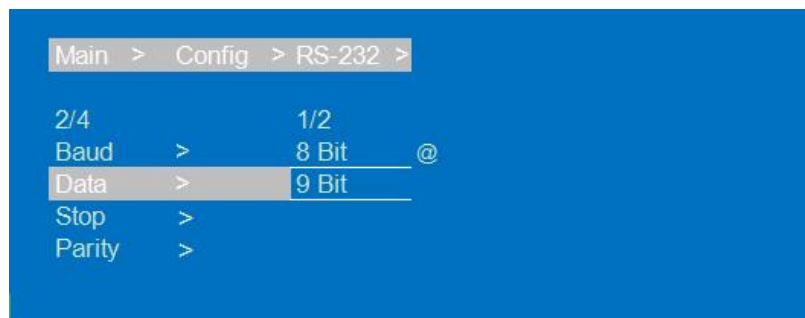 Main > Config > RS-232 >
2/4 1/2
Baud > 8 Bit @
Data > 9 Bit
Stop >
Parity >